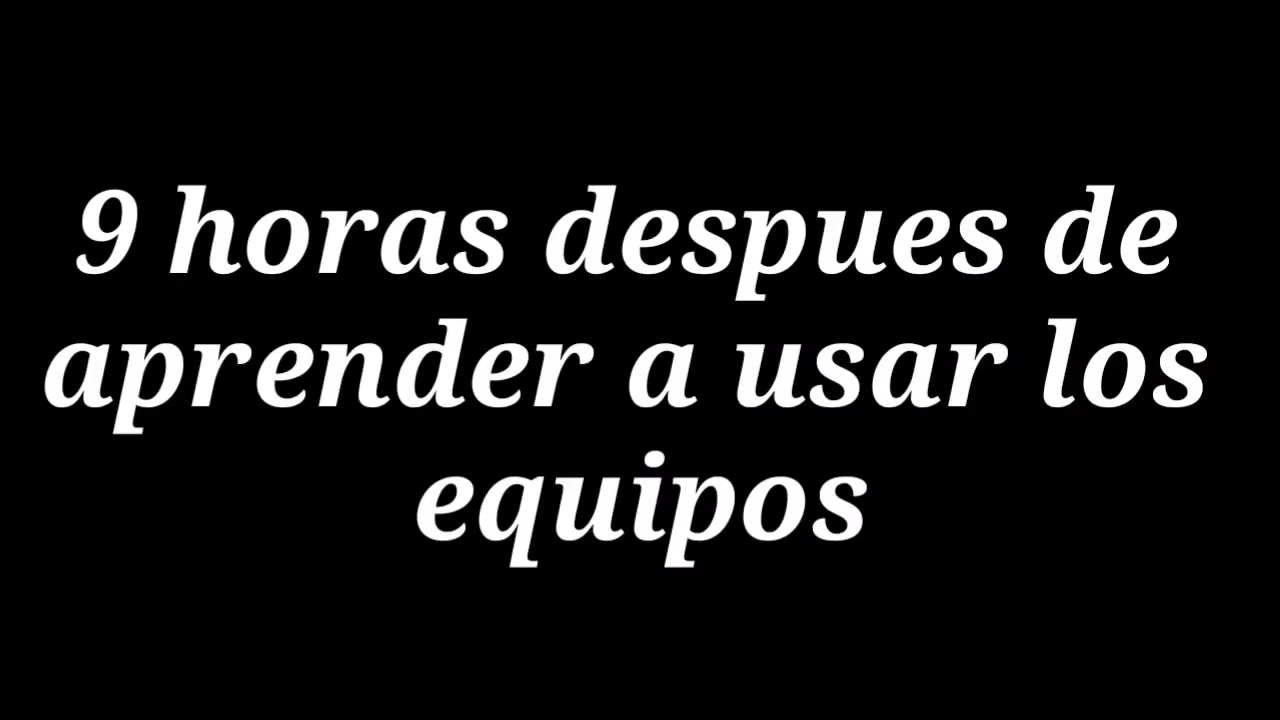 9 horas despues de
aprender a usar los
equipos